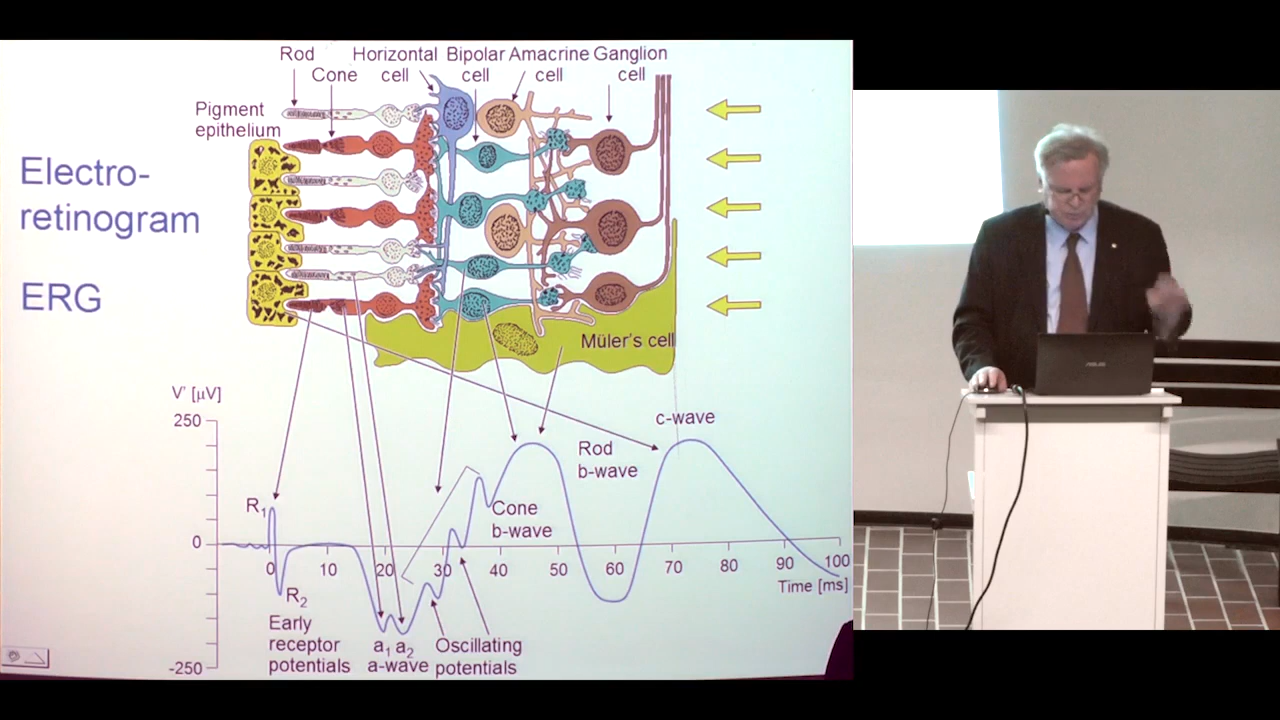 Rod
Horizontal cell
Bipolar cell
Amacrine cell
Ganglion cell
Cone
Pigment
epithelium
Electro-
retinogram
ERG
Müler's cell
V' [µV]
250
0
-250
R1
R2
Early
receptor
potentials
a1 a2
a-wave
Oscillating
potentials
Cone
b-wave
Rod
b-wave
c-wave
0 10 20 30 40 50 60 70 80 90 100
Time [ms]
ASUS